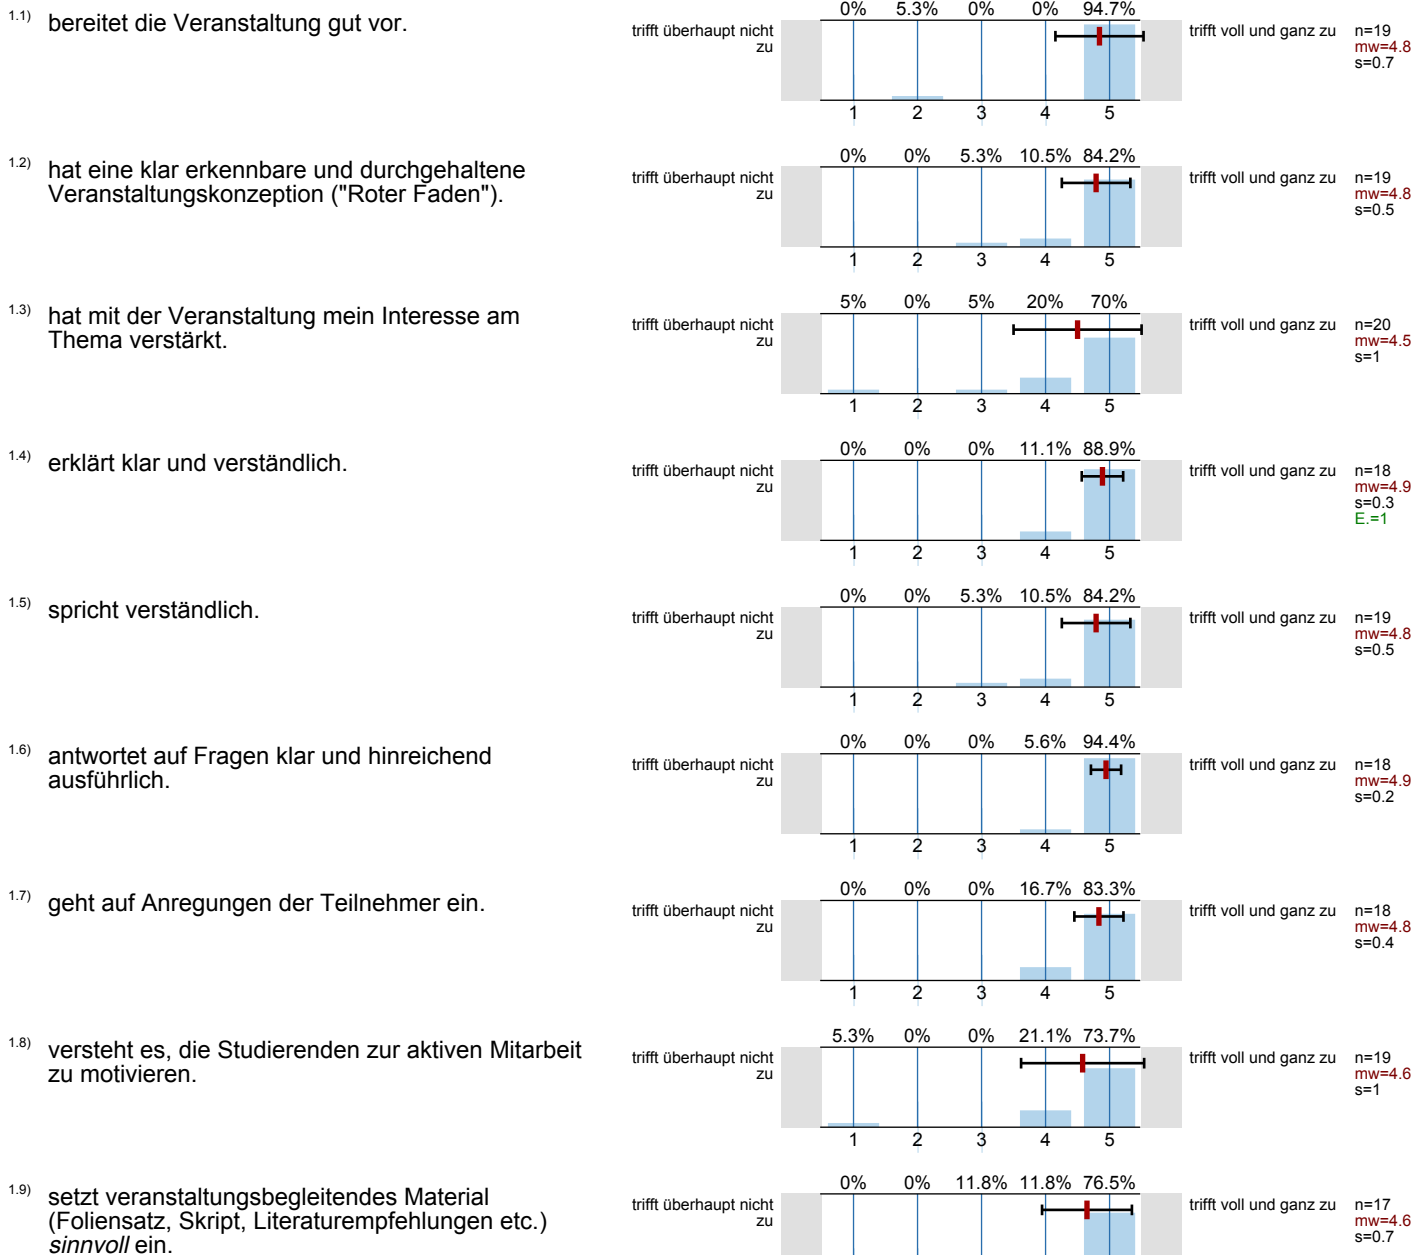 1.1) bereitet die Veranstaltung gut vor.
trifft überhaupt nicht zu
0% 5.3% 0% 0% 94.7%
1 2 3 4 5
trifft voll und ganz zu
n=19
mw=4.8
s=0.7
1.2) hat eine klar erkennbare und durchgehaltene
Veranstaltungskonzeption ("Roter Faden").
trifft überhaupt nicht
zu
0% 0% 5.3% 10.5% 84.2%
1 2 3 4 5
trifft voll und ganz zu
n=19
mw=4.8
s=0.5
1.3) hat mit der Veranstaltung mein Interesse am
Thema verstärkt.
trifft überhaupt nicht
zu
5% 0% 5% 20% 70%
1 2 3 4 5
trifft voll und ganz zu
n=20
mw=4.5
s=1
1.4) erklärt klar und verständlich.
trifft überhaupt nicht
zu
0% 0% 0% 11.1% 88.9%
1 2 3 4 5
trifft voll und ganz zu
n=18
mw=4.9
s=0.3
E.=1
1.5) spricht verständlich.
trifft überhaupt nicht
zu
0% 0% 5.3% 10.5% 84.2%
1 2 3 4 5
trifft voll und ganz zu
n=19
mw=4.8
s=0.5
1.6) antwortet auf Fragen klar und hinreichend
ausführlich.
trifft überhaupt nicht
zu
0% 0% 0% 5.6% 94.4%
1 2 3 4 5
trifft voll und ganz zu
n=18
mw=4.9
s=0.2
1.7) geht auf Anregungen der Teilnehmer ein.
trifft überhaupt nicht
zu
0% 0% 0% 16.7% 83.3%
1 2 3 4 5
trifft voll und ganz zu
n=18
mw=4.8
s=0.4
1.8) versteht es, die Studierenden zur aktiven Mitarbeit
zu motivieren.
trifft überhaupt nicht
zu
5.3% 0% 0% 21.1% 73.7%
1 2 3 4 5
trifft voll und ganz zu
n=19
mw=4.6
s=1
1.9) setzt veranstaltungsbegleitendes Material
(Foliensatz, Skript, Literaturempfehlungen etc.)
sinnvoll ein.
trifft überhaupt nicht
zu
0% 0% 11.8% 11.8% 76.5%
trifft voll und ganz zu
n=17
mw=4.6
s=0.7